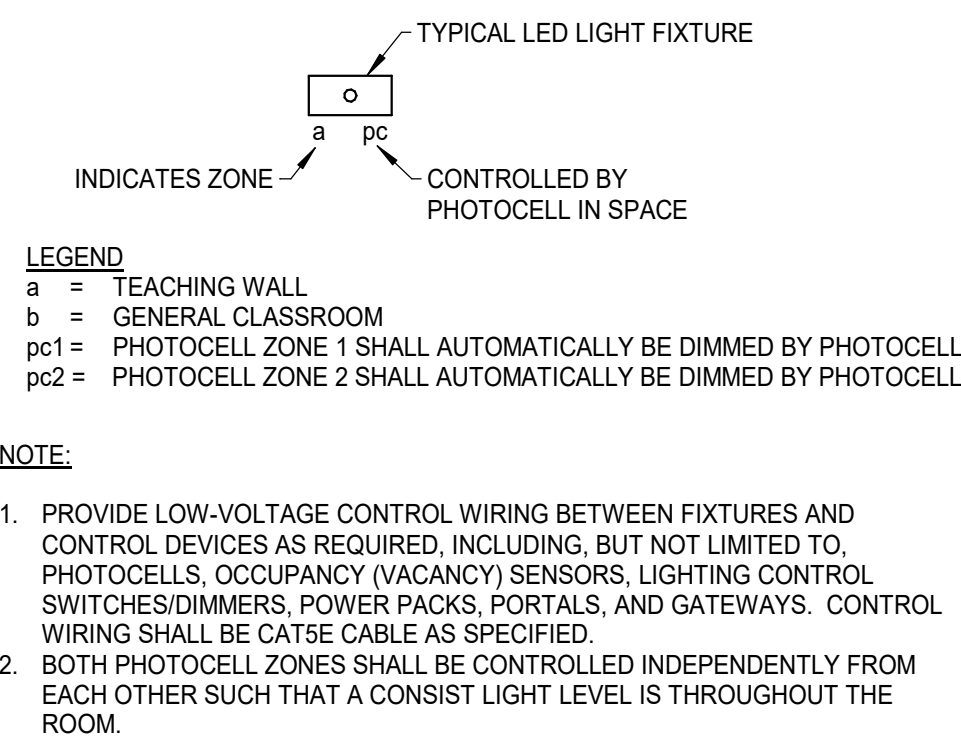 TYPICAL LED LIGHT FIXTURE
a pc
INDICATES ZONE
CONTROLLED BY
PHOTOCELL IN SPACE
LEGEND
a = TEACHING WALL
b = GENERAL CLASSROOM
pc1 = PHOTOCELL ZONE 1 SHALL AUTOMATICALLY BE DIMMED BY PHOTOCELL
pc2 = PHOTOCELL ZONE 2 SHALL AUTOMATICALLY BE DIMMED BY PHOTOCELL
NOTE:
1. PROVIDE LOW-VOLTAGE CONTROL WIRING BETWEEN FIXTURES AND
CONTROL DEVICES AS REQUIRED, INCLUDING, BUT NOT LIMITED TO,
PHOTOCELLS, OCCUPANCY (VACANCY) SENSORS, LIGHTING CONTROL
SWITCHES/DIMMERS, POWER PACKS, PORTALS, AND GATEWAYS. CONTROL
WIRING SHALL BE CAT5E CABLE AS SPECIFIED.
2. BOTH PHOTOCELL ZONES SHALL BE CONTROLLED INDEPENDENTLY FROM
EACH OTHER SUCH THAT A CONSIST LIGHT LEVEL IS THROUGHOUT THE
ROOM.